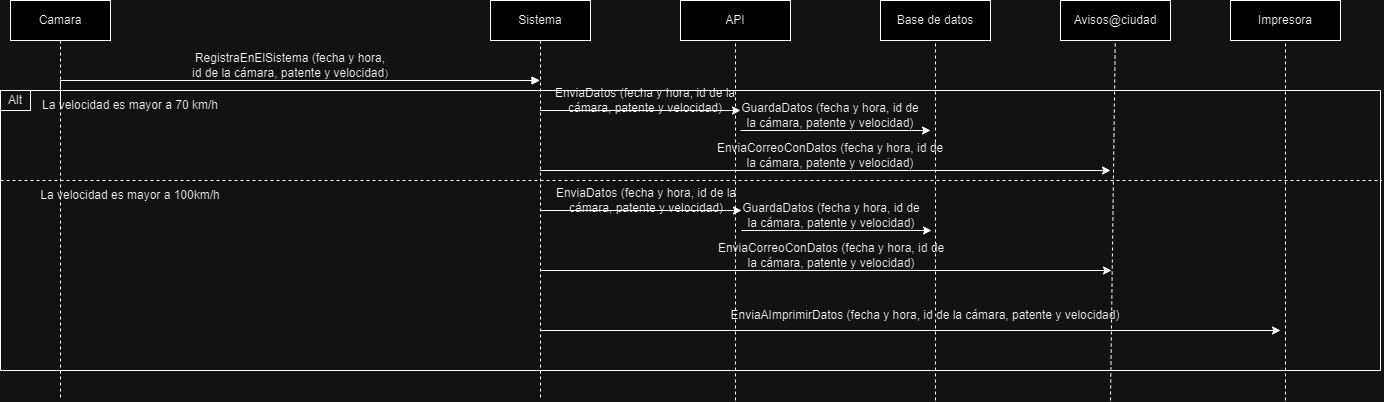 Camara
Sistema
API
Base de datos
Avisos@ciudad
Impresora
RegistraEnElSistema (fecha y hora,
id de la cámara, patente y velocidad)
Alt
La velocidad es mayor a 70 km/h
EnviaDatos (fecha y hora, id de la
cámara, patente y velocidad)
GuardaDatos (fecha y hora, id de
la cámara, patente y velocidad)
EnviaCorreoConDatos (fecha y hora, id de
la cámara, patente y velocidad)
La velocidad es mayor a 100km/h
EnviaDatos (fecha y hora, id de la
cámara, patente y velocidad)
GuardaDatos (fecha y hora, id de
la cámara, patente y velocidad)
EnviaCorreoConDatos (fecha y hora, id de
la cámara, patente y velocidad)
EnviaAImprimirDatos (fecha y hora, id de la cámara, patente y velocidad)